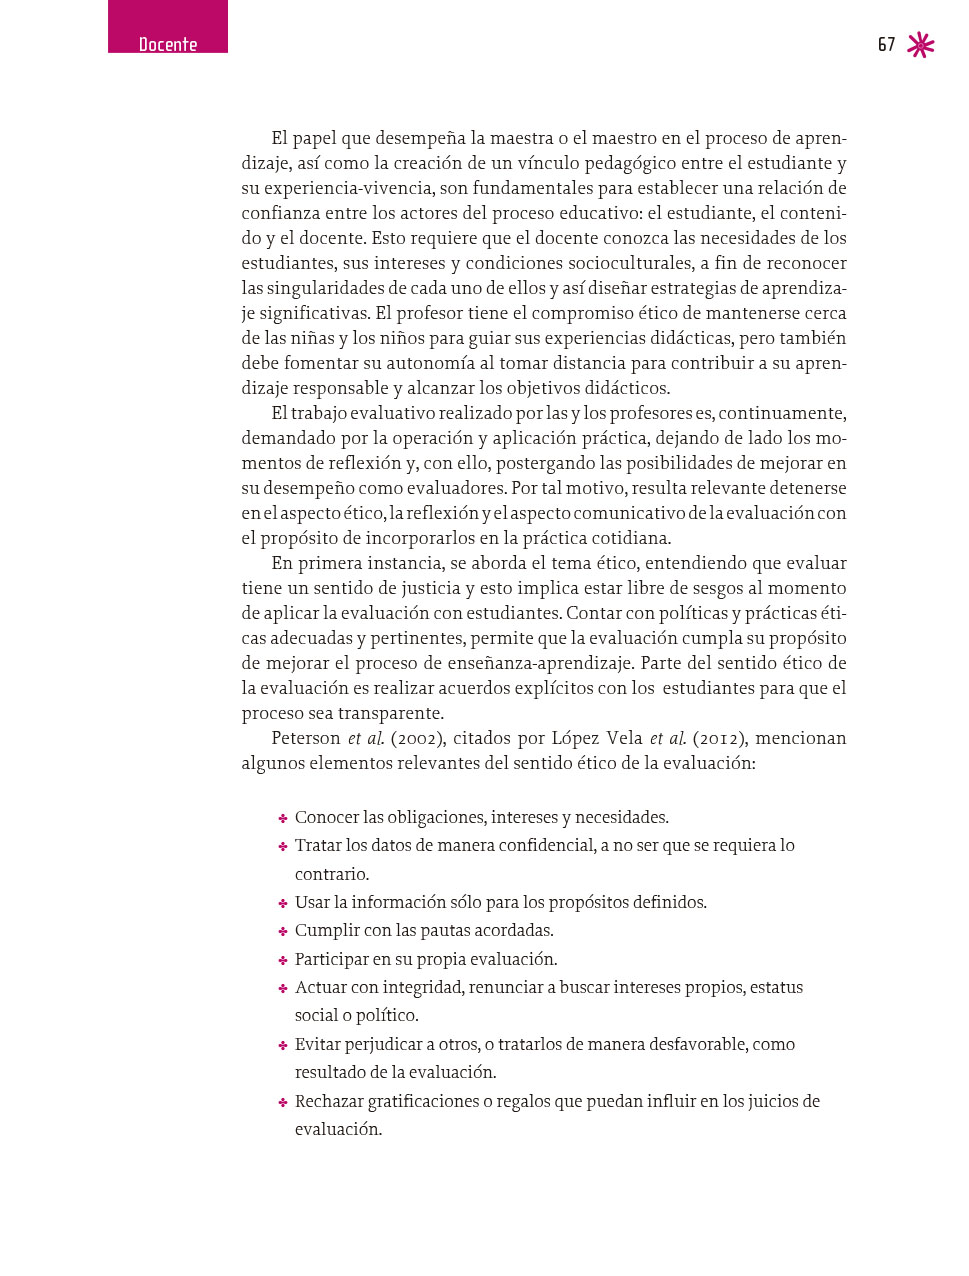 Docente
67
El papel que desempeña la maestra o el maestro en el proceso de apren-
dizaje, así como la creación de un vínculo pedagógico entre el estudiante y
su experiencia-vivencia, son fundamentales para establecer una relación de
confianza entre los actores del proceso educativo: el estudiante, el conteni-
do y el docente. Esto requiere que el docente conozca las necesidades de los
estudiantes, sus intereses y condiciones socioculturales, a fin de reconocer
las singularidades de cada uno de ellos y así diseñar estrategias de aprendiza-
je significativas. El profesor tiene el compromiso ético de mantenerse cerca
de las niñas y los niños para guiar sus experiencias didácticas, pero también
debe fomentar su autonomía al tomar distancia para contribuir a su apren-
dizaje responsable y alcanzar los objetivos didácticos.
El trabajo evaluativo realizado por las y los profesores es, continuamente,
demandado por la operación y aplicación práctica, dejando de lado los mo-
mentos de reflexión y, con ello, postergando las posibilidades de mejorar en
su desempeño como evaluadores. Por tal motivo, resulta relevante detenerse
en el aspecto ético, la reflexión y el aspecto comunicativo de la evaluación con
el propósito de incorporarlos en la práctica cotidiana.
En primera instancia, se aborda el tema ético, entendiendo que evaluar
tiene un sentido de justicia y esto implica estar libre de sesgos al momento
de aplicar la evaluación con estudiantes. Contar con políticas y prácticas éti-
cas adecuadas y pertinentes, permite que la evaluación cumpla su propósito
de mejorar el proceso de enseñanza-aprendizaje. Parte del sentido ético de
la evaluación es realizar acuerdos explícitos con los estudiantes para que el
proceso sea transparente.
Peterson et al. (2002), citados por López Vela et al. (2012), mencionan
algunos elementos relevantes del sentido ético de la evaluación:
✤ Conocer las obligaciones, intereses y necesidades.
✤ Tratar los datos de manera confidencial, a no ser que se requiera lo
contrario.
✤ Usar la información sólo para los propósitos definidos.
✤ Cumplir con las pautas acordadas.
✤ Participar en su propia evaluación.
✤ Actuar con integridad, renunciar a buscar intereses propios, estatus
social o político.
✤ Evitar perjudicar a otros, o tratarlos de manera desfavorable, como
resultado de la evaluación.
✤ Rechazar gratificaciones o regalos que puedan influir en los juicios de
evaluación.